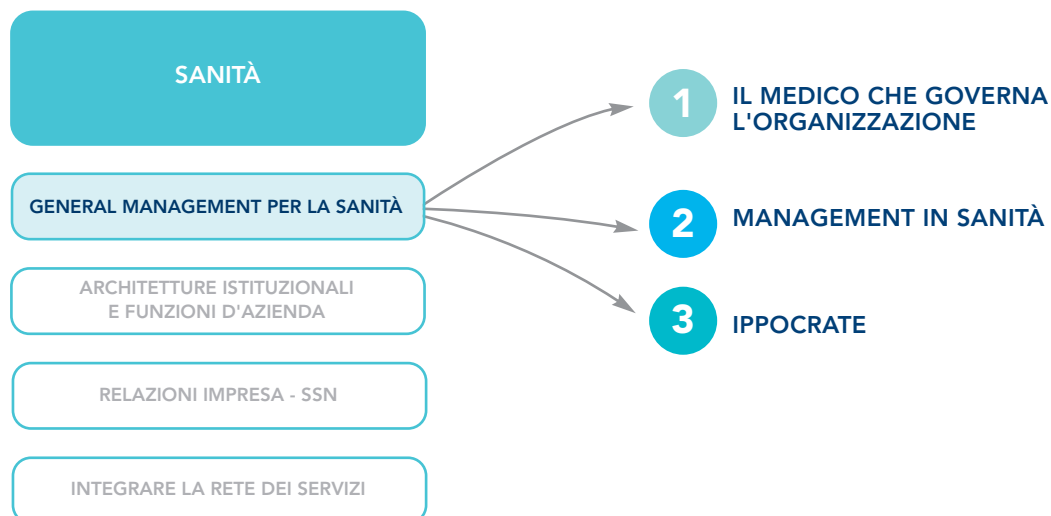 SANITÀ
GENERAL MANAGEMENT PER LA SANITÀ
ARCHITETTURE ISTITUZIONALI
E FUNZIONI D'AZIENDA
RELAZIONI IMPRESA - SSN
INTEGRARE LA RETE DEI SERVIZI
1
IL MEDICO CHE GOVERNA
L'ORGANIZZAZIONE
2
MANAGEMENT IN SANITÀ
3
IPPOCRATE